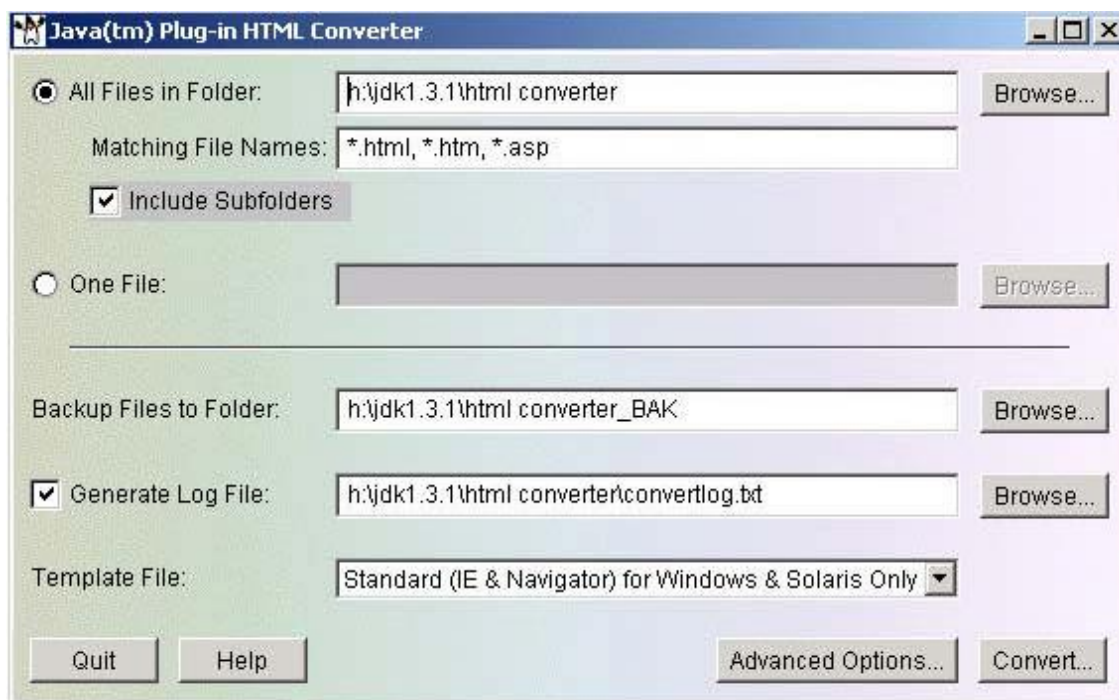 Java(tm) Plug-in HTML Converter
All Files in Folder: h:\jdk1.3.1\html converter Browse...
Matching File Names: *.html, *.htm, *.asp
Include Subfolders
One File: Browse...
Backup Files to Folder: h:\jdk1.3.1\html converter_BAK Browse...
Generate Log File: h:\jdk1.3.1\html converter\convertlog.txt Browse...
Template File: Standard (IE & Navigator) for Windows & Solaris Only
Quit Help Advanced Options... Convert...